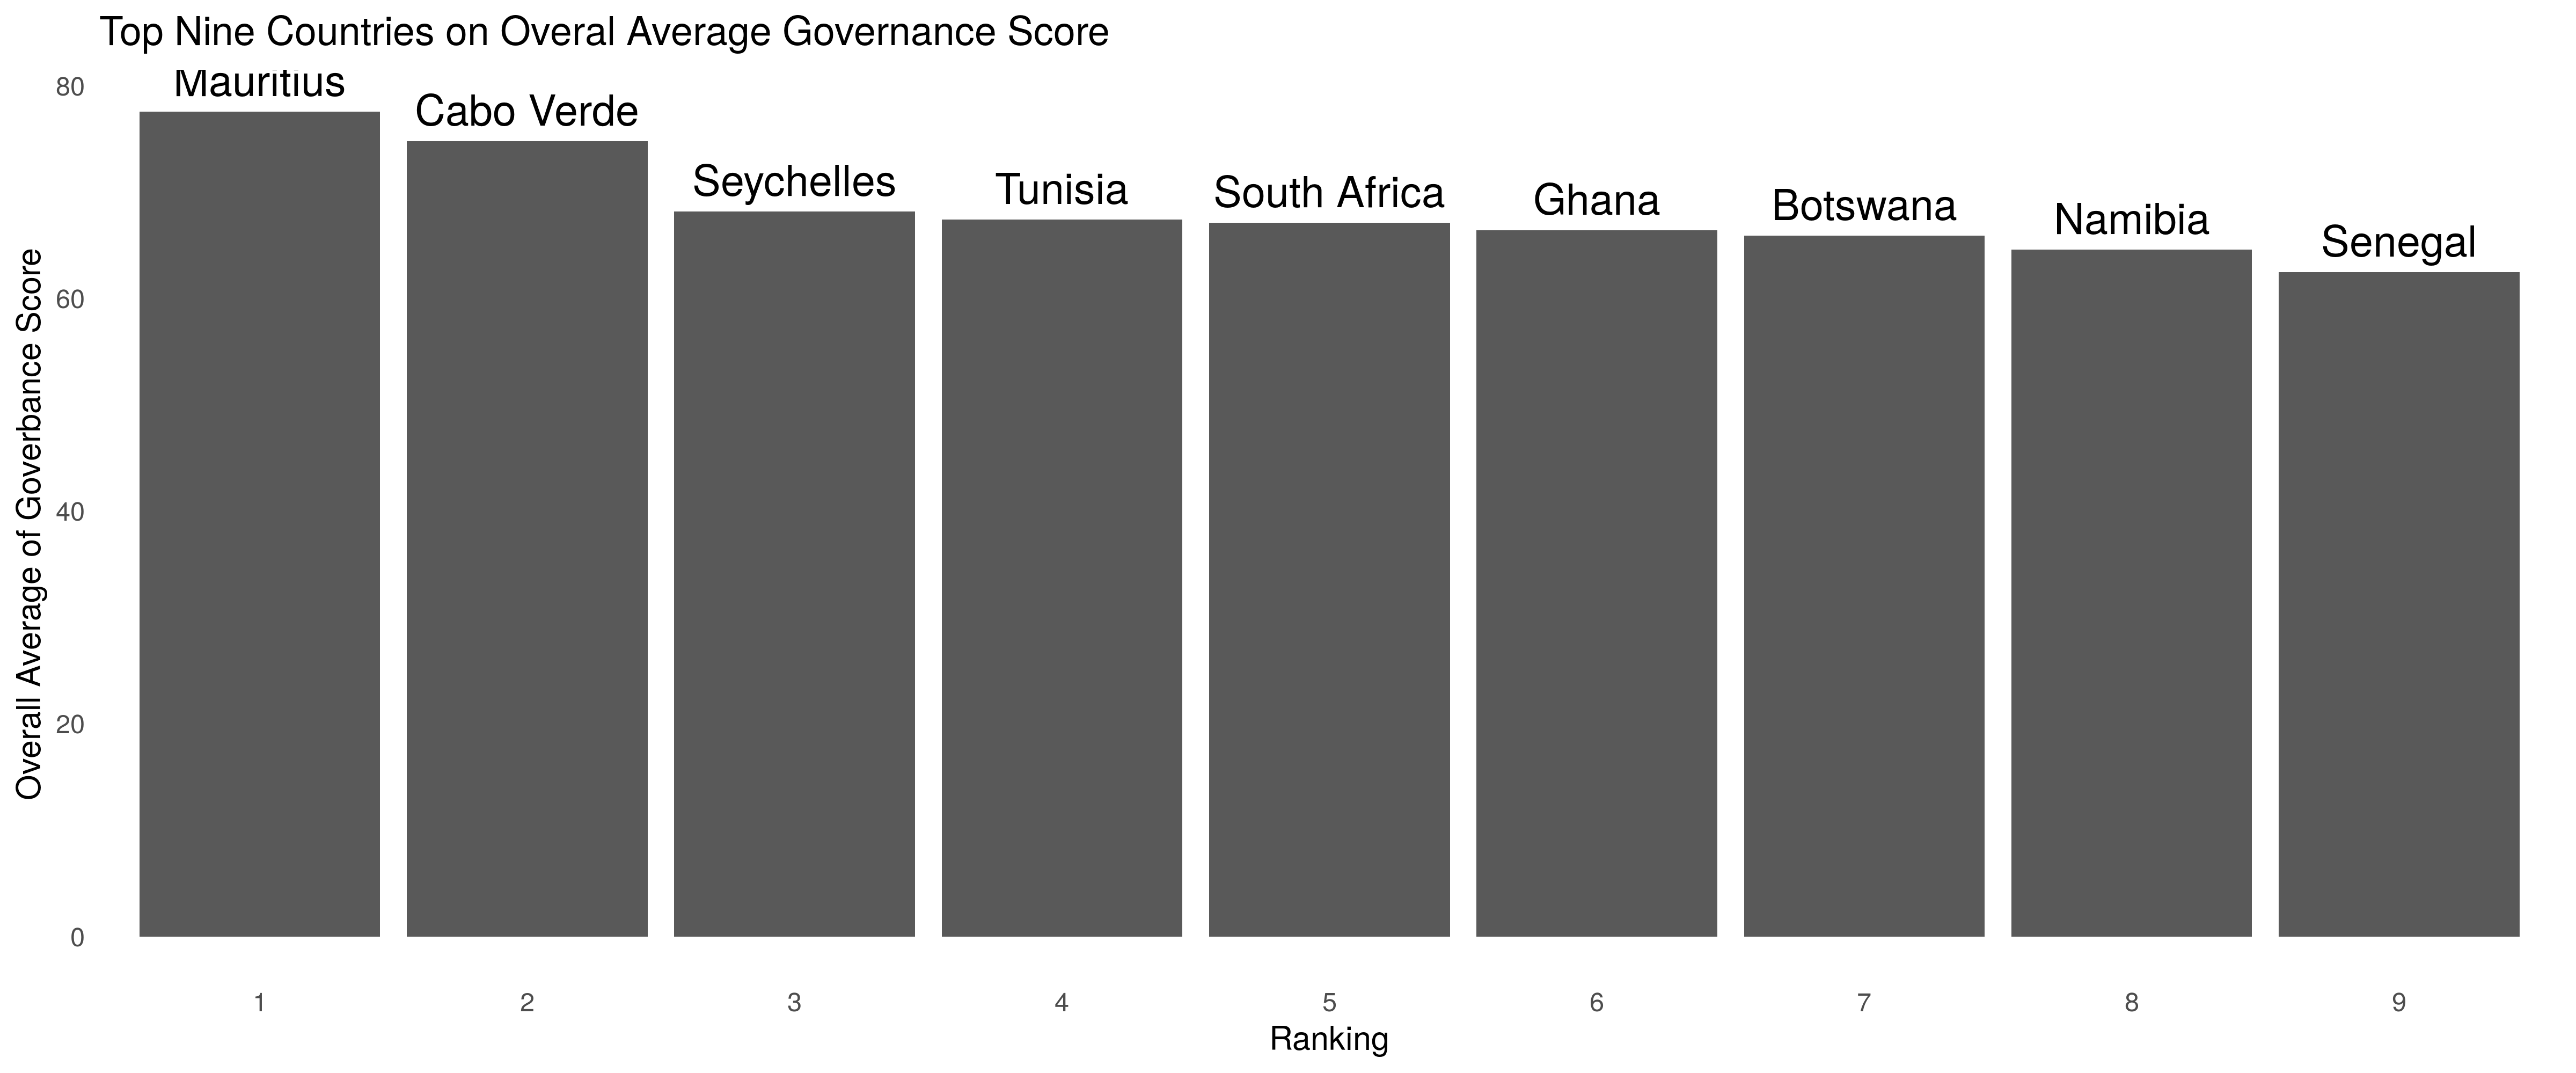 Top Nine Countries on Overal Average Governance Score
Overall Average of Goverbance Score
80
60
40
20
0
Mauritius
Cabo Verde
Seychelles
Tunisia
South Africa
Ghana
Botswana
Namibia
Senegal
1
2
3
4
5
6
7
8
9
Ranking